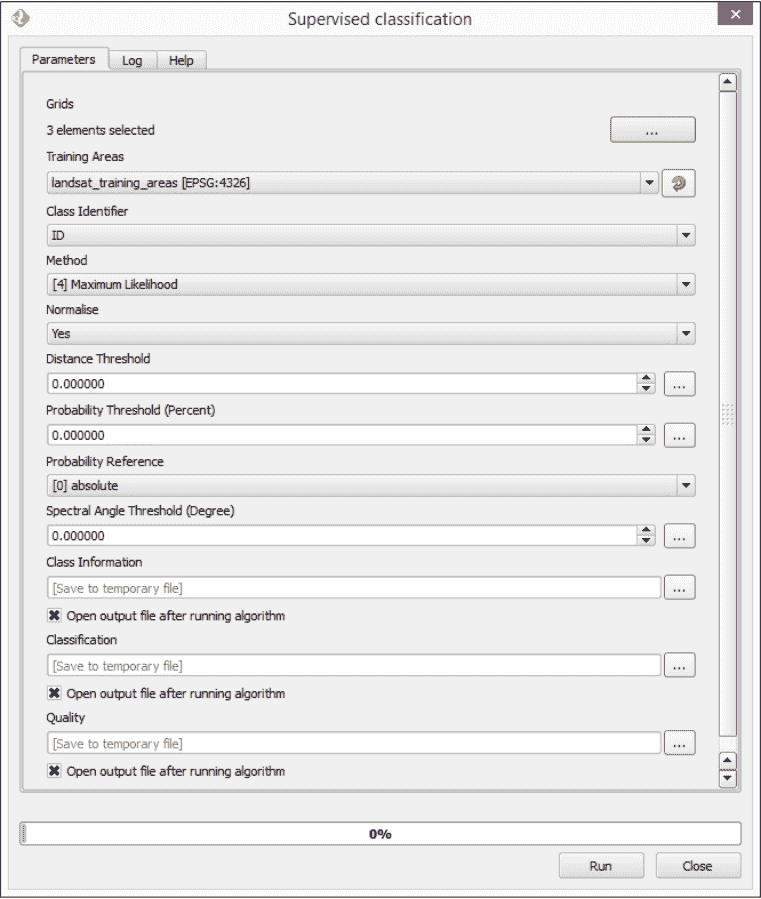 Supervised classification
Parameters
Log
Help
Grids
3 elements selected
...
Training Areas
landsat_training_areas [EPSG:4326]
Class Identifier
ID
Method
[4] Maximum Likelihood
Normalise
Yes
Distance Threshold
0.000000
...
Probability Threshold (Percent)
0.000000
...
Probability Reference
[0] absolute
Spectral Angle Threshold (Degree)
0.000000
...
Class Information
[Save to temporary file]
...
Open output file after running algorithm
Classification
[Save to temporary file]
...
Open output file after running algorithm
Quality
[Save to temporary file]
...
Open output file after running algorithm
0%
Run
Close